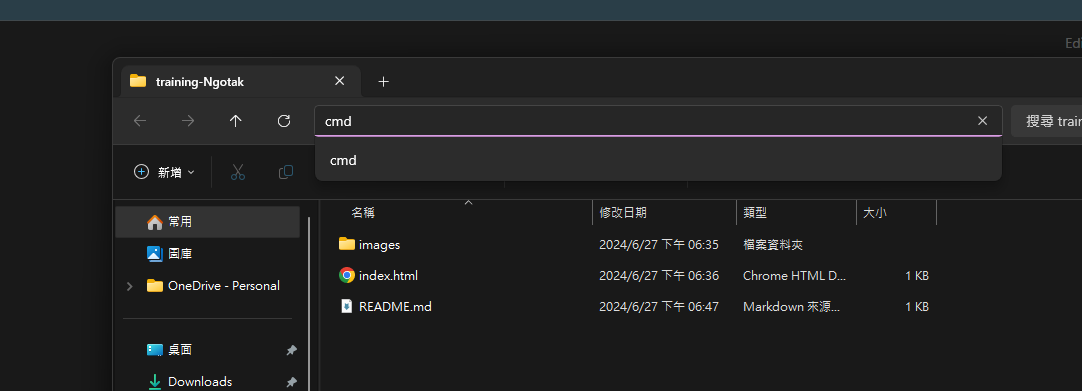 Edi
training-Ngotak
cmd
搜尋 train
cmd
新增
常用
圖庫
OneDrive - Personal
桌面
Downloads
名稱 修改日期 類型 大小
images 2024/6/27 下午 06:35 檔案資料夾
index.html 2024/6/27 下午 06:36 Chrome HTML D... 1 KB
README.md 2024/6/27 下午 06:47 Markdown 來源... 1 KB